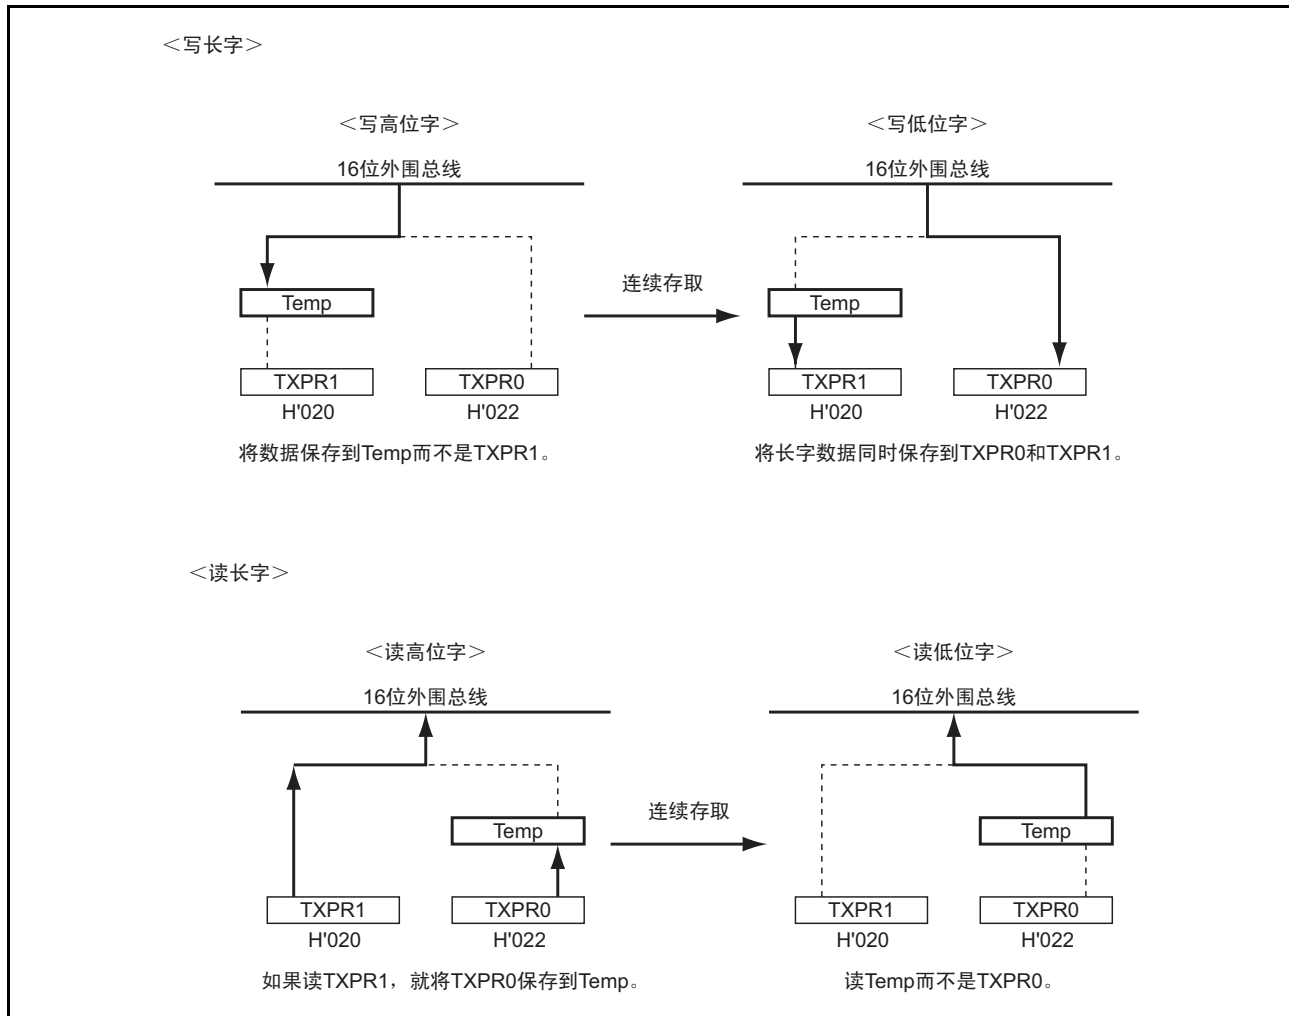 ＜写长字＞
＜写高位字＞
＜写低位字＞
16位外围总线
16位外围总线
连续存取
Temp
Temp
TXPR1
TXPR0
TXPR1
TXPR0
H'020
H'022
H'020
H'022
将数据保存到Temp而不是TXPR1。
将长字数据同时保存到TXPR0和TXPR1。
＜读长字＞
＜读高位字＞
＜读低位字＞
16位外围总线
16位外围总线
连续存取
Temp
Temp
TXPR1
TXPR0
TXPR1
TXPR0
H'020
H'022
H'020
H'022
如果读TXPR1，就将TXPR0保存到Temp。
读Temp而不是TXPR0。